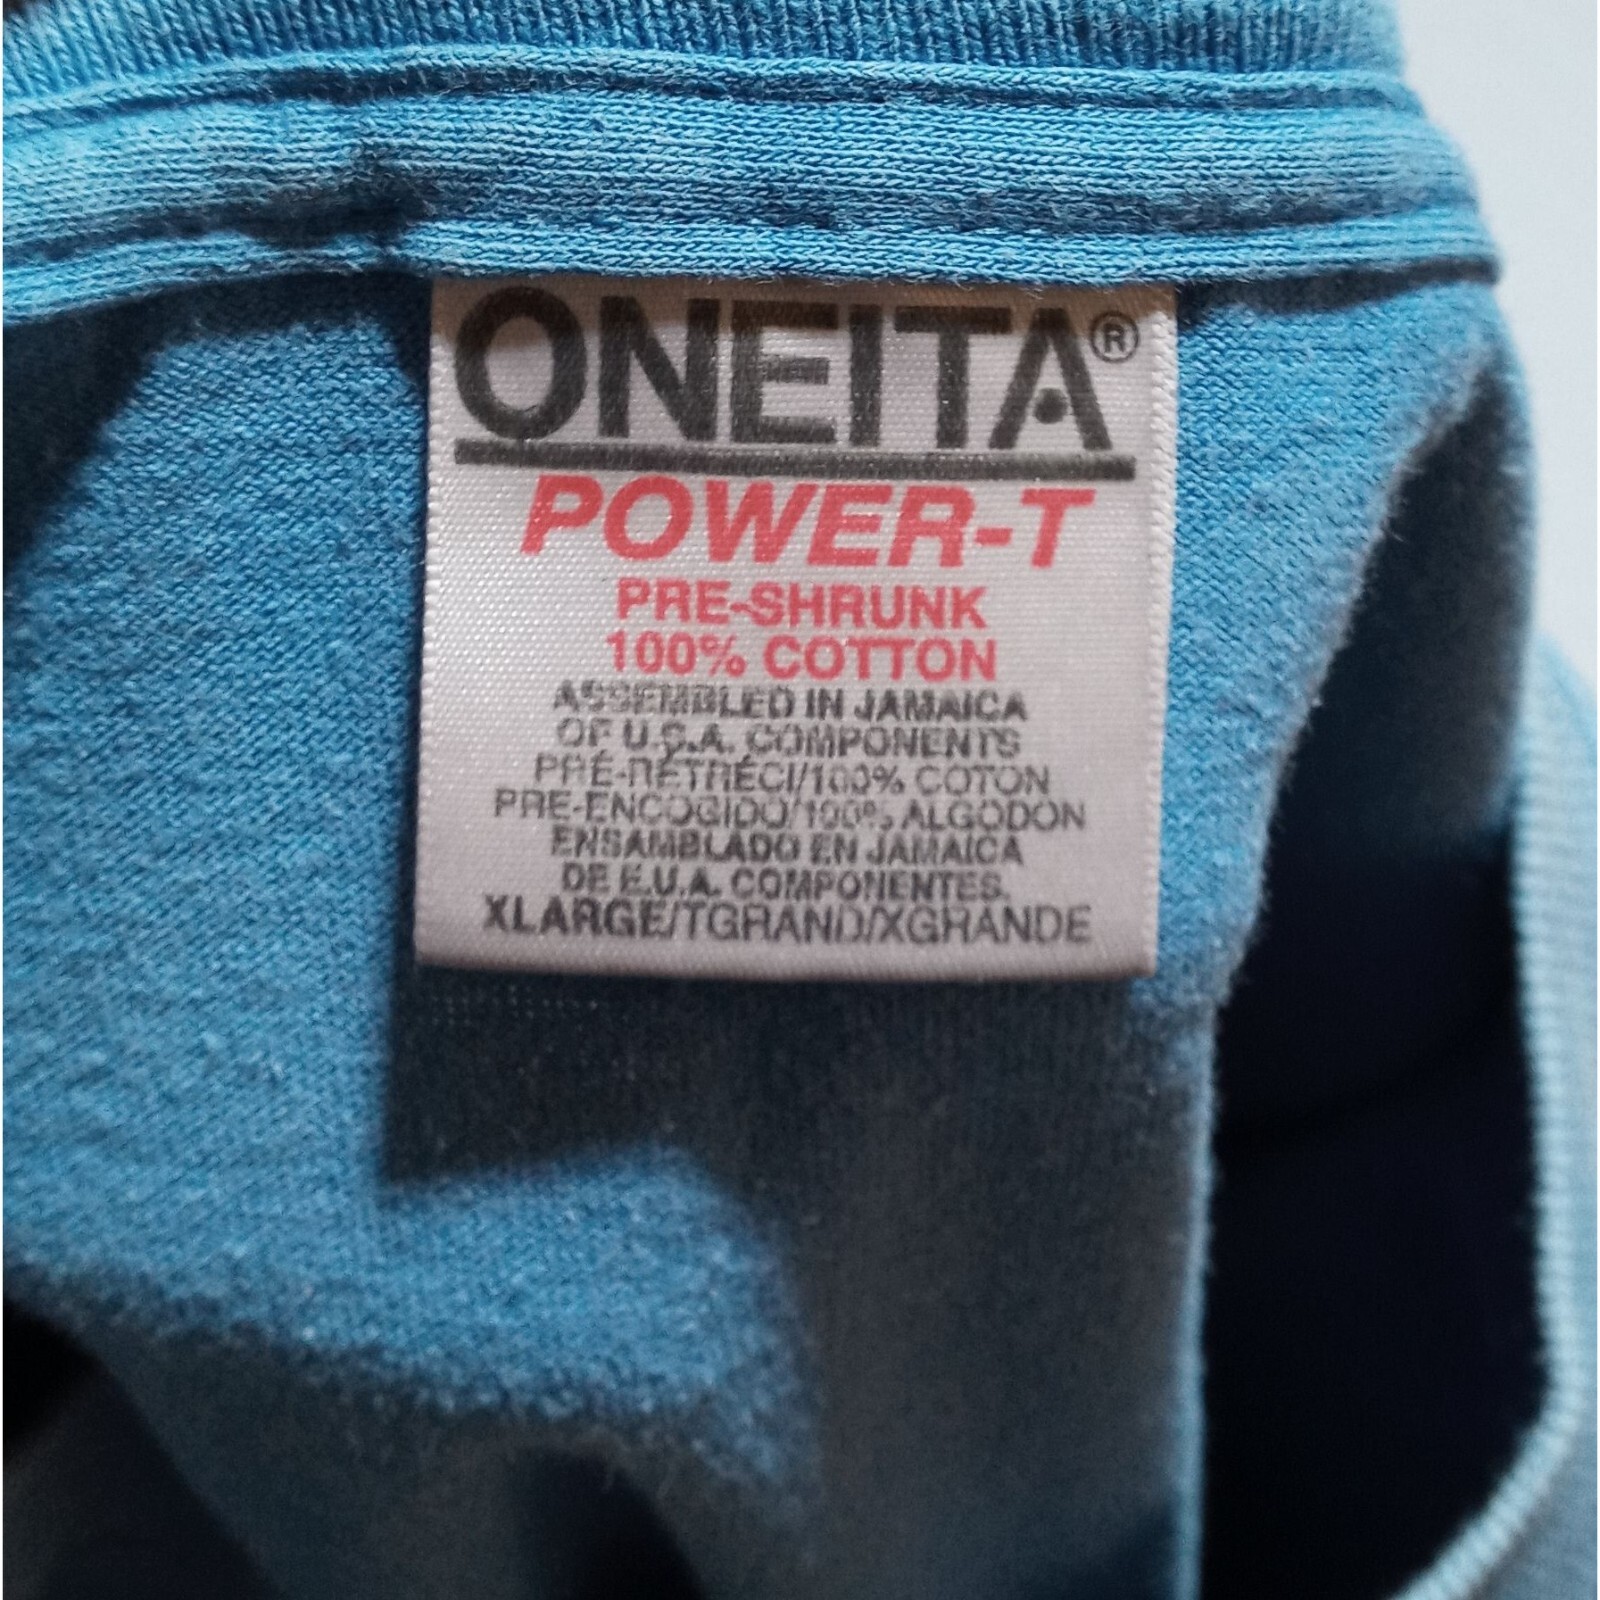 ONEITA®
POWER-T
PRE-SHRUNK
100% COTTON
ASSEMBLED IN JAMAICA
OF U.S.A. COMPONENTS
PRÉ-RÉTRÉCI/100% COTON
PRE-ENCOGIDO/100% ALGODON
ENSAMBLADO EN JAMAICA
DE E.U.A. COMPONENTES.
XLARGE/TGRAND/XGRANDE